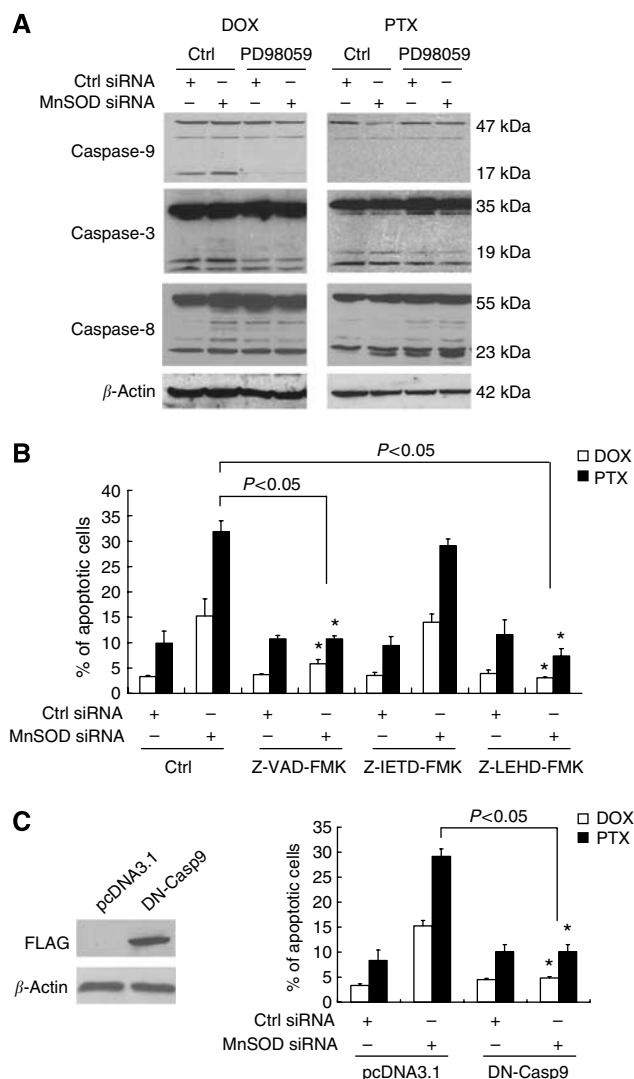 A
DOX PTX
Ctrl PD98059 Ctrl PD98059
Ctrl siRNA + – + – + – + –
MnSOD siRNA – + – + – + – +
Caspase-9
47 kDa
17 kDa
Caspase-3
35 kDa
19 kDa
Caspase-8
55 kDa
23 kDa
β-Actin 42 kDa
B
P<0.05
P<0.05
DOX
PTX
% of apoptotic cells
40
35
30
25
20
15
10
5
0
* * * *
Ctrl siRNA + – + – + – + –
MnSOD siRNA – + – + – + – +
Ctrl Z-VAD-FMK Z-IETD-FMK Z-LEHD-FMK
C
pcDNA3.1
DN-Casp9
FLAG
β-Actin
P<0.05
DOX
PTX
% of apoptotic cells
35
30
25
20
15
10
5
0
* *
Ctrl siRNA + – + –
MnSOD siRNA – + – +
pcDNA3.1 DN-Casp9